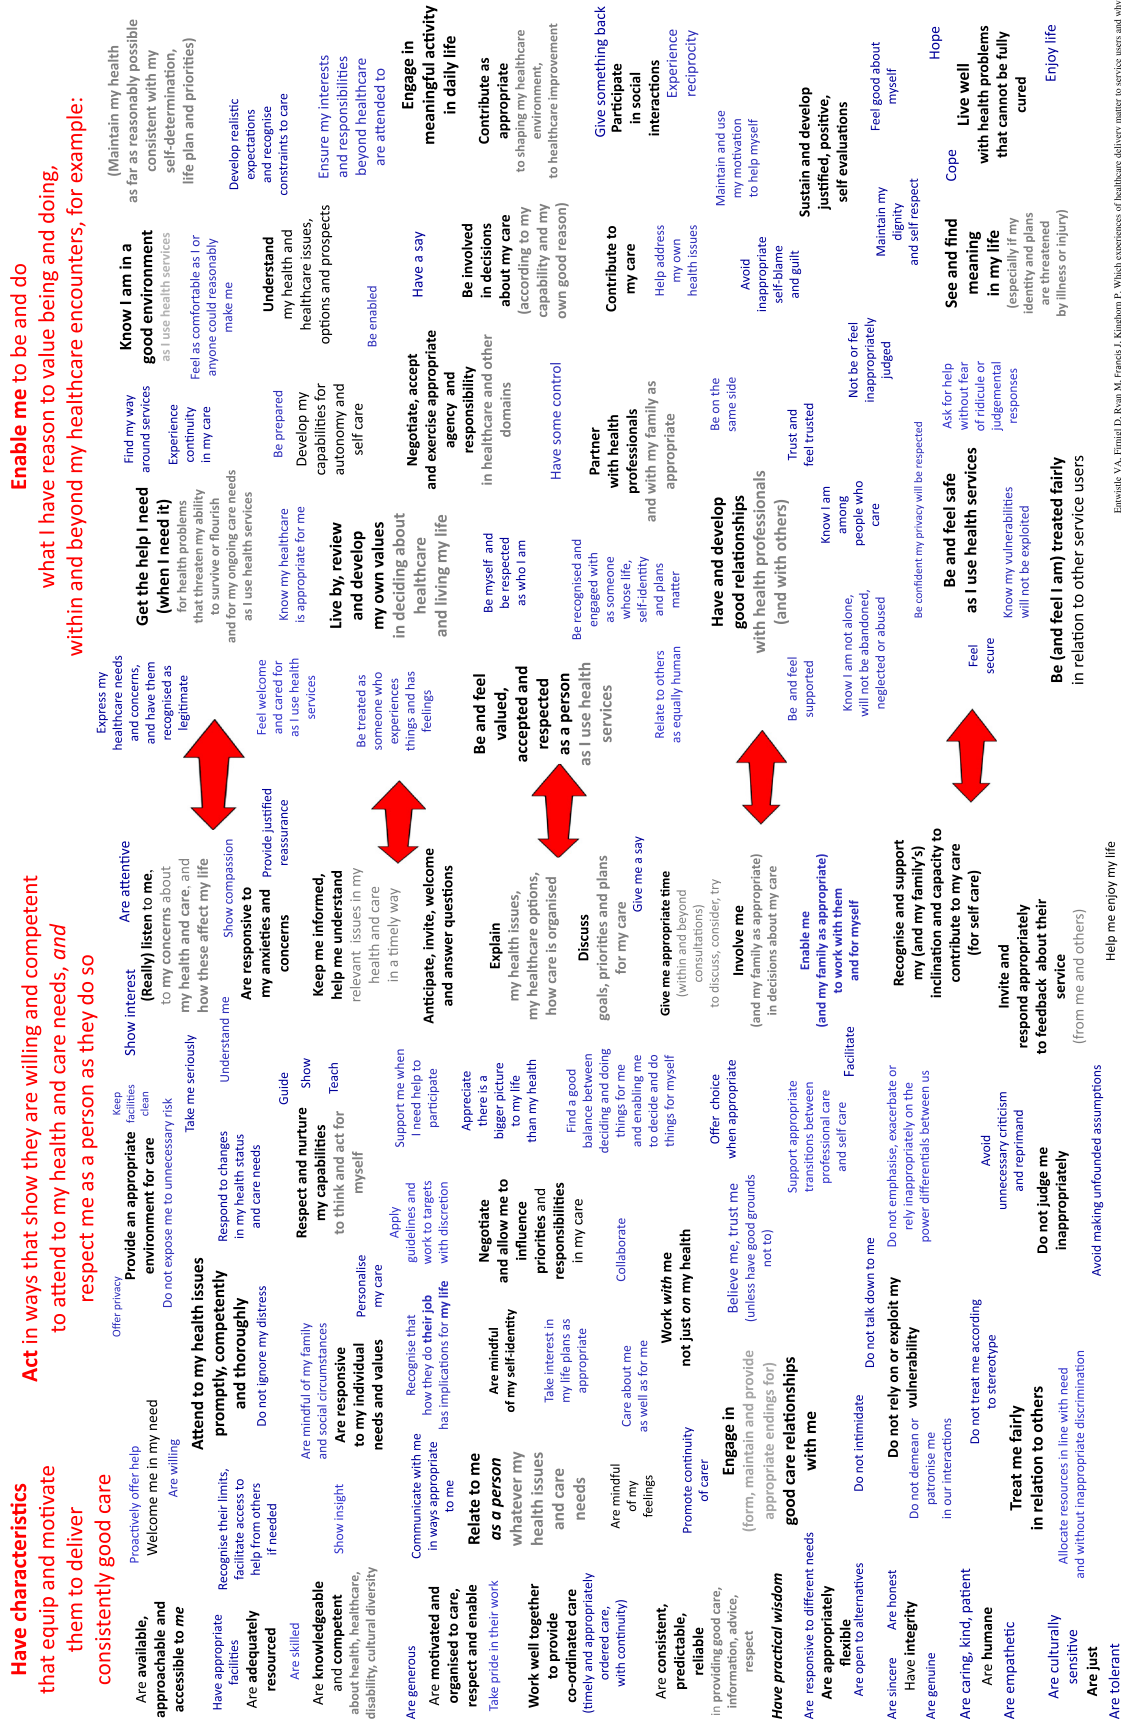 Have characteristics
that equip and motivate
them to deliver
consistently good care
Are available,
approachable and
accessible to me
Proactively offer help
Welcome me in my need
Are willing
Have appropriate
facilities
Are adequately
resourced
Recognise their limits,
facilitate access to
help from others
if needed
Are skilled
Are knowledgeable
and competent
about health, healthcare,
disability, cultural diversity
Show insight
Are generous
Are motivated and
organised to care,
respect and enable
Communicate with me
in ways appropriate
to me
Take pride in their work
Relate to me
as a person
whatever my
health issues
and care
needs
Work well together
to provide
co-ordinated care
(timely and appropriately
ordered care,
with continuity)
Are mindful
of my
feelings
Are consistent,
predictable,
reliable
in providing good care,
information, advice,
respect
Promote continuity
of carer
Have practical wisdom
Are responsive to different needs
Are appropriately
flexible
Are open to alternatives
Are sincere
Are honest
Have integrity
Are genuine
Are caring, kind, patient
Are humane
Are empathetic
Are culturally
sensitive
Are just
Are tolerant
Act in ways that show they are willing and competent
to attend to my health and care needs, and
respect me as a person as they do so
Offer privacy
Provide an appropriate
environment for care
Keep
facilities
clean
Do not expose me to unnecessary risk
Show interest
Are attentive
(Really) listen to me,
to my concerns about
my health and care, and
how these affect my life
Take me seriously
Attend to my health issues
promptly, competently
and thoroughly
Do not ignore my distress
Respond to changes
in my health status
and care needs
Understand me
Show compassion
Are responsive to
my anxieties and
concerns
Provide justified
reassurance
Guide
Show
Teach
Are mindful of my family
and social circumstances
Are responsive
to my individual
needs and values
Personalise
my care
Respect and nurture
my capabilities
to think and act for
myself
Keep me informed,
help me understand
relevant issues in my
health and care
in a timely way
Recognise that
how they do their job
has implications for my life
Apply
guidelines and
work to targets
with discretion
Support me when
I need help to
participate
Anticipate, invite, welcome
and answer questions
Are mindful
of my self-identity
Negotiate
and allow me to
influence
priorities and
responsibilities
in my care
Appreciate
there is a
bigger picture
to my life
than my health
Explain
my health issues,
my healthcare options,
how care is organised
Take interest in
my life plans as
appropriate
Find a good
balance between
deciding and doing
things for me
and enabling me
to decide and do
things for myself
Discuss
goals, priorities and plans
for my care
Give me a say
Care about me
as well as for me
Collaborate
Work with me
not just on my health
Give me appropriate time
(within and beyond
consultations)
to discuss, consider, try
Engage in
(form, maintain and provide
appropriate endings for)
good care relationships
with me
Believe me, trust me
(unless have good grounds
not to)
Offer choice
when appropriate
Involve me
(and my family as appropriate)
in decisions about my care
Support appropriate
transitions between
professional care
and self care
Enable me
(and my family as appropriate)
to work with them
and for myself
Facilitate
Do not intimidate
Do not talk down to me
Do not rely on or exploit my
vulnerability
Do not demean or
patronise me
in our interactions
Do not emphasise, exacerbate or
rely inappropriately on the
power differentials between us
Recognise and support
my (and my family's)
inclination and capacity to
contribute to my care
(for self care)
Do not treat me according
to stereotype
Avoid
unnecessary criticism
and reprimand
Invite and
respond appropriately
to feedback about their
service
(from me and others)
Treat me fairly
in relation to others
Do not judge me
inappropriately
Allocate resources in line with need
and without inappropriate discrimination
Avoid making unfounded assumptions
Help me enjoy my life
Enable me to be and do
what I have reason to value being and doing,
within and beyond my healthcare encounters, for example:
Express my
healthcare needs
and concerns,
and have them
recognised as
legitimate
Get the help I need
(when I need it)
for health problems
that threaten my ability
to survive or flourish
and for my ongoing care needs
as I use health services
Find my way
around services
Experience
continuity
in my care
Know I am in a
good environment
as I use health services
Feel as comfortable as I or
anyone could reasonably
make me
(Maintain my health
as far as reasonably possible
consistent with my
self-determination,
life plan and priorities)
Develop realistic
expectations
and recognise
constraints to care
Feel welcome
and cared for
as I use health
services
Know my healthcare
is appropriate for me
Be prepared
Develop my
capabilities for
autonomy and
self care
Understand
my health and
healthcare issues,
options and prospects
Be enabled
Ensure my interests
and responsibilities
beyond healthcare
are attended to
Be treated as
someone who
experiences
things and has
feelings
Live by, review
and develop
my own values
in deciding about
healthcare
and living my life
Negotiate, accept
and exercise appropriate
agency and
responsibility
in healthcare and other
domains
Have a say
Engage in
meaningful activity
in daily life
Be and feel
valued,
accepted and
respected
as a person
as I use health
services
Be myself and
be respected
as who I am
Be involved
in decisions
about my care
(according to my
capability and my
own good reason)
Contribute as
appropriate
to shaping my healthcare
environment,
to healthcare improvement
Have some control
Be recognised and
engaged with
as someone
whose life,
self-identity
and plans
matter
Partner
with health
professionals
and with my family as
appropriate
Contribute to
my care
Help address
my own
health issues
Give something back
Participate
in social
interactions
Experience
reciprocity
Relate to others
as equally human
Have and develop
good relationships
with health professionals
(and with others)
Be on the
same side
Maintain and use
my motivation
to help myself
Avoid
inappropriate
self-blame
and guilt
Be and feel
supported
Trust and
feel trusted
Sustain and develop
justified, positive,
self evaluations
Know I am
among
people who
care
Know I am not alone,
will not be abandoned,
neglected or abused
Not be or feel
inappropriately
judged
Maintain my
dignity
and self respect
Feel good about
myself
Be confident my privacy will be respected
Hope
Be and feel safe
as I use health services
Ask for help
without fear
of ridicule or
judgemental
responses
See and find
meaning
in my life
(especially if my
identity and plans
are threatened
by illness or injury)
Cope
Live well
with health problems
that cannot be fully
cured
Feel
secure
Know my vulnerabilities
will not be exploited
Enjoy life
Be (and feel I am) treated fairly
in relation to other service users
Entwistle VA, Firnigl D, Ryan M, Francis J, Kinghorn P. Which experiences of healthcare delivery matter to service users and why